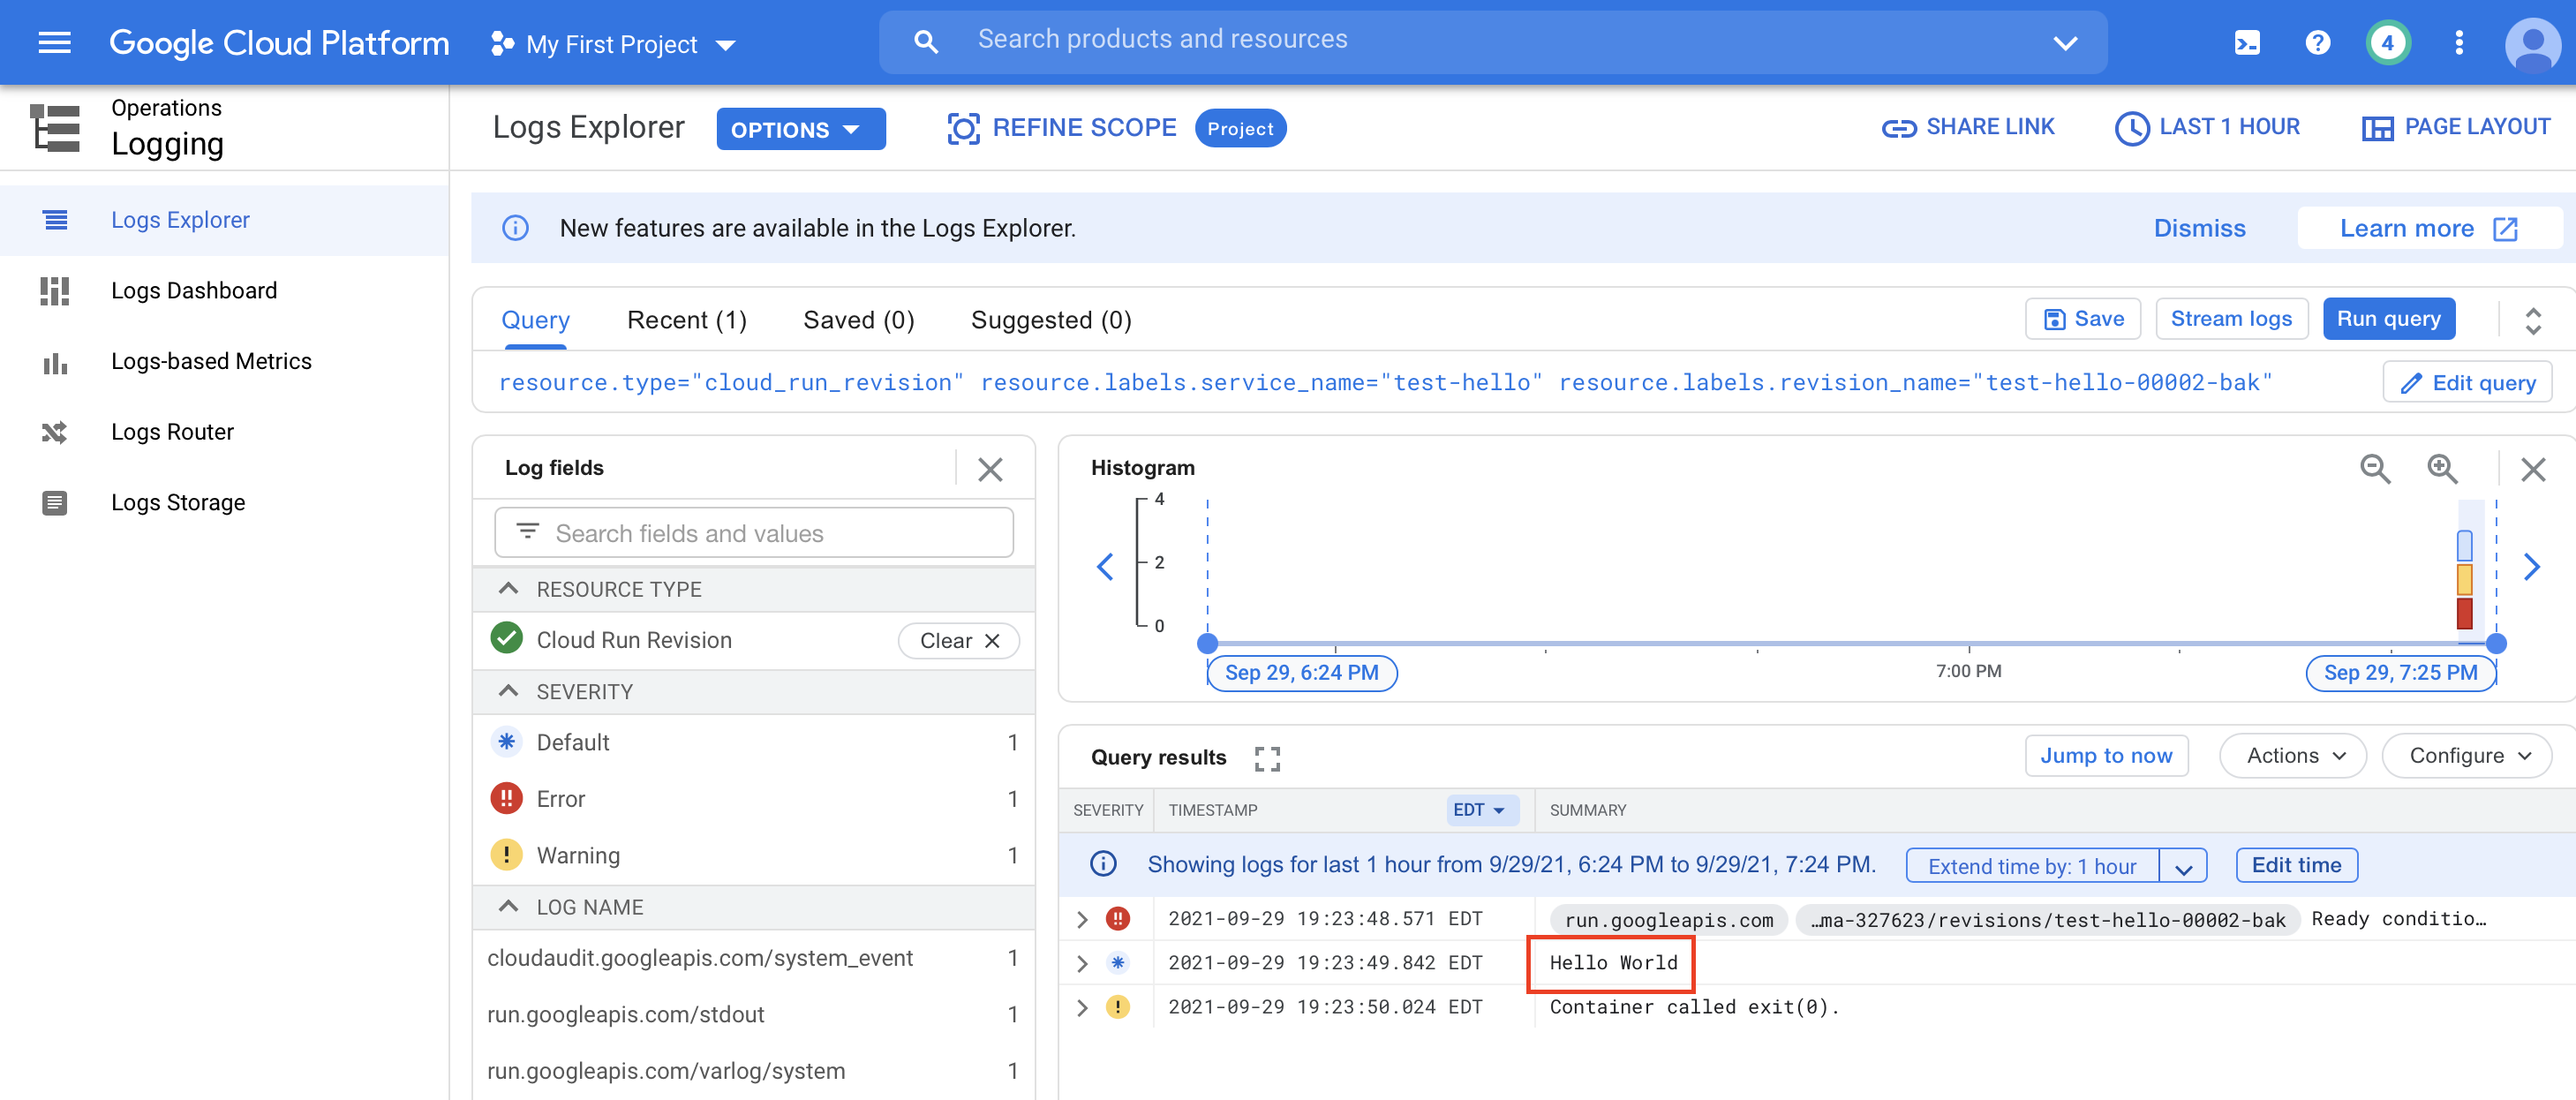 Google Cloud Platform My First Project Search products and resources 4
Operations
Logging
Logs Explorer OPTIONS REFINE SCOPE Project SHARE LINK LAST 1 HOUR PAGE LAYOUT
Logs Explorer
Logs Dashboard
Logs-based Metrics
Logs Router
Logs Storage
New features are available in the Logs Explorer. Dismiss Learn more
Query Recent (1) Saved (0) Suggested (0) Save Stream logs Run query
resource.type="cloud_run_revision" resource.labels.service_name="test-hello" resource.labels.revision_name="test-hello-00002-bak" Edit query
Log fields
Search fields and values
RESOURCE TYPE
Cloud Run Revision Clear
SEVERITY
Default 1
Error 1
Warning 1
LOG NAME
cloudaudit.googleapis.com/system_event 1
run.googleapis.com/stdout 1
run.googleapis.com/varlog/system 1
Histogram
4
2
0
Sep 29, 6:24 PM 7:00 PM Sep 29, 7:25 PM
Query results Jump to now Actions Configure
SEVERITY TIMESTAMP EDT SUMMARY
Showing logs for last 1 hour from 9/29/21, 6:24 PM to 9/29/21, 7:24 PM. Extend time by: 1 hour Edit time
2021-09-29 19:23:48.571 EDT run.googleapis.com …ma-327623/revisions/test-hello-00002-bak Ready conditio…
2021-09-29 19:23:49.842 EDT Hello World
2021-09-29 19:23:50.024 EDT Container called exit(0).